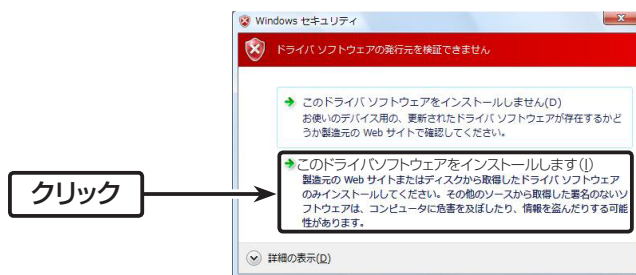 Windows セキュリティ
ドライバ ソフトウェアの発行元を検証できません
このドライバ ソフトウェアをインストールしません(D)
お使いのデバイス用の、更新されたドライバ ソフトウェアが存在するかど
うか製造元の Web サイトで確認してください。
このドライバソフトウェアをインストールします(I)
製造元の Web サイトまたはディスクから取得したドライバ ソフトウェア
のみインストールしてください。その他のソースから取得した署名のないソ
フトウェアは、コンピュータに危害を及ぼしたり、情報を盗んだりする可能
性があります。
クリック
詳細の表示(D)